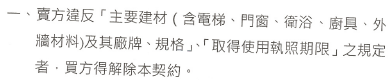 一、賣方違反「主要建材（含電梯、門窗、衛浴、廚具、外
牆材料)及其廠牌、規格」、「取得使用執照期限」之規定
者，買方得解除本契約。